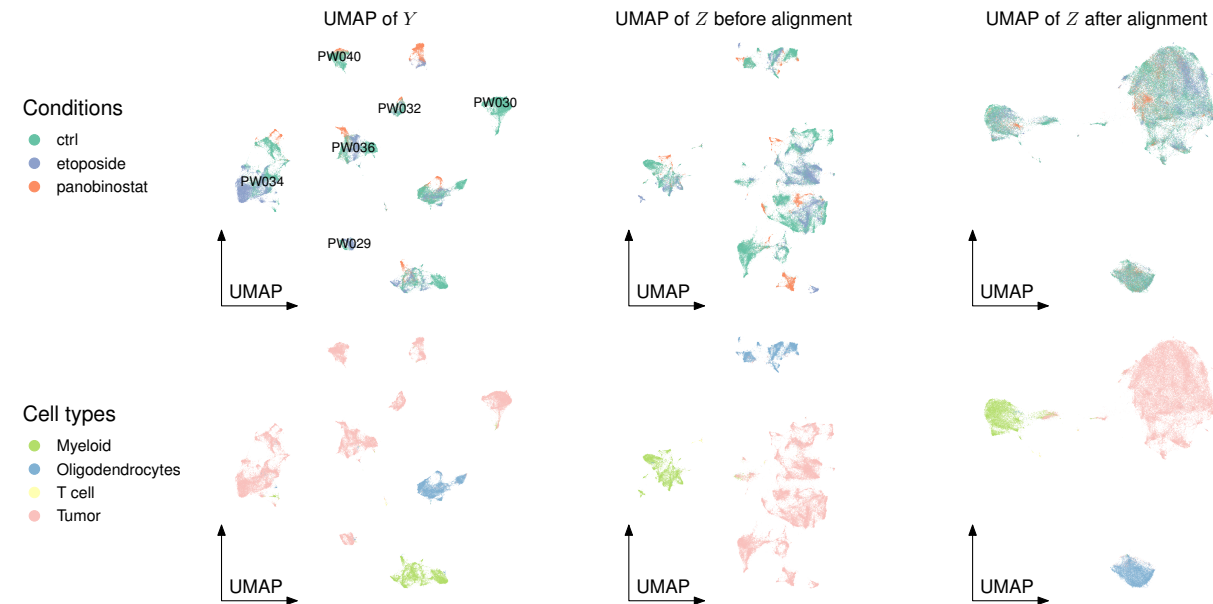 UMAP of Y
UMAP of Z before alignment
UMAP of Z after alignment
PW040
PW032
PW030
PW036
PW034
PW029
Conditions
ctrl
etoposide
panobinostat
UMAP
UMAP
UMAP
Cell types
Myeloid
Oligodendrocytes
T cell
Tumor
UMAP
UMAP
UMAP